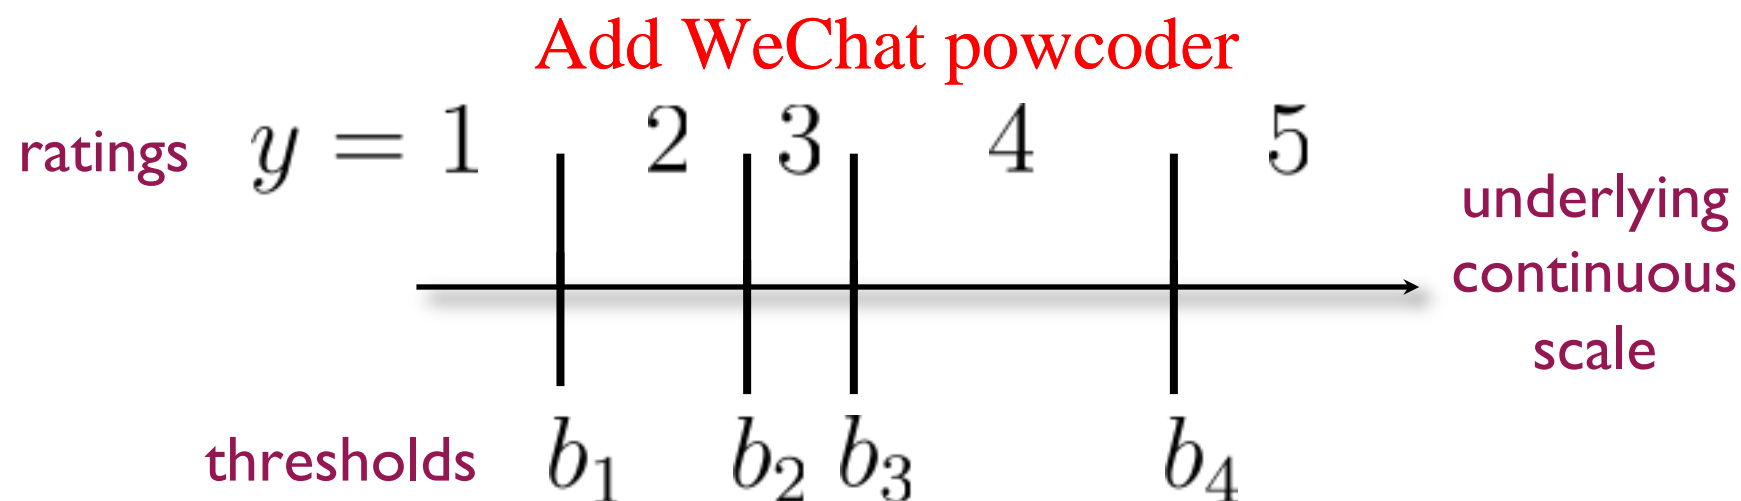 Add WeChat powcoder
ratings y = 1 2 3 4 5
underlying
continuous
scale
thresholds b₁ b₂ b₃ b₄